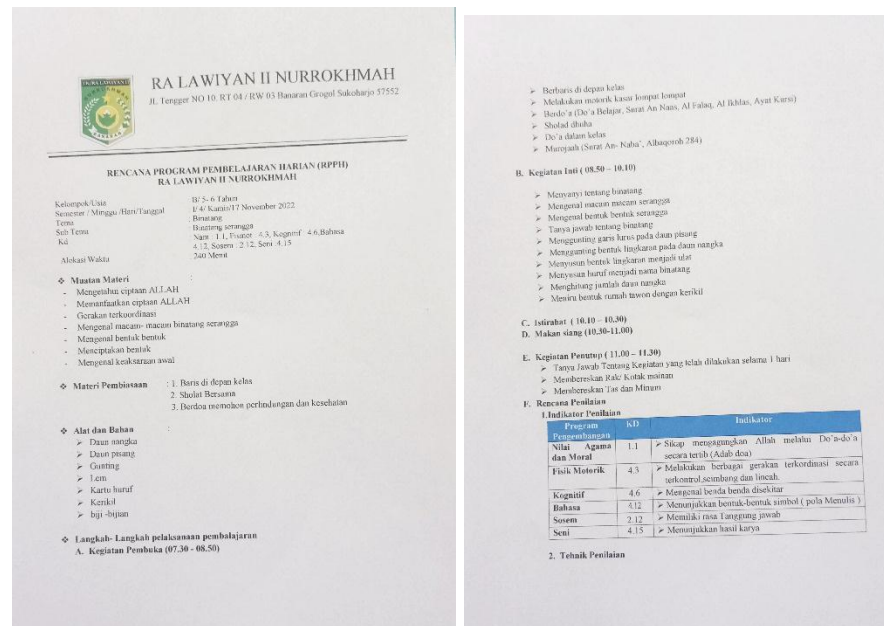 RA LAWIYAN II NURROKHMAH
JL Tengger NO 10. RT 04 / RW 03 Banaran Grogol Sukoharjo 57552
RENCANA PROGRAM PEMBELAJARAN HARIAN (RPPH)
RA LAWIYAN II NURROKHMAH
Kelompok/Usia : B/ 5- 6 Tahun
Semester / Minggu /Hari/Tanggal : I/ 4/ Kamis/17 November 2022
Tema : Binatang
Sub Tema : Binatang serangga
Kd : Nam : 1.1, Fismot : 4.3, Kognitif : 4.6,Bahasa
4.12, Sosem : 2.12, Seni :4.15
Alokasi Waktu : 240 Menit
❖ Muatan Materi :
- Mengetahui ciptaan ALLAH
- Memanfaatkan ciptaan ALLAH
- Gerakan terkoordinasi
- Mengenal macam- macam binatang serangga
- Mengenal bentuk bentuk
- Menciptakan bentuk
- Mengenal keaksaraan awal
❖ Materi Pembiasaan : 1. Baris di depan kelas
2. Sholat Bersama
3. Berdoa memohon perlindungan dan kesehatan
❖ Alat dan Bahan :
➢ Daun nangka
➢ Daun pisang
➢ Gunting
➢ Lem
➢ Kartu huruf
➢ Kerikil
➢ biji -bijian
❖ Langkah- Langkah pelaksanaan pembalajaran
A. Kegiatan Pembuka (07.30 - 08.50)
➢ Berbaris di depan kelas
➢ Melakukan motorik kasar lompat lompat
➢ Berdo'a (Do'a Belajar, Surat An Naas, Al Falaq, Al Ikhlas, Ayat Kursi)
➢ Sholad dhuha
➢ Do'a dalam kelas
➢ Murojaah (Surat An- Naba', Albaqoroh 284)
B. Kegiatan Inti ( 08.50 – 10.10)
➢ Menyanyi tentang binatang
➢ Mengenal macam macam serangga
➢ Mengenal bentuk bentuk serangga
➢ Tanya jawab tentang binatang
➢ Menggunting garis lurus pada daun pisang
➢ Menggunting bentuk lingkaran pada daun nangka
➢ Menyusun bentuk lingkaran menjadi ulat
➢ Menyusun huruf menjadi nama binatang
➢ Menghitung jumlah daun nangka
➢ Meniru bentuk rumah tawon dengan kerikil
C. Istirahat ( 10.10 – 10.30)
D. Makan siang (10.30-11.00)
E. Kegiatan Penutup ( 11.00 – 11.30)
➢ Tanya Jawab Tentang Kegiatan yang telah dilakukan selama 1 hari
➢ Membereskan Rak/ Kotak mainan
➢ Membereskan Tas dan Minum
F. Rencana Penilaian
1.Indikator Penilaian
Program Pengembangan KD Indikator
Nilai Agama dan Moral 1.1 ➢ Sikap mengagungkan Allah melalui Do'a-do'a
secara tertib (Adab doa)
Fisik Motorik 4.3 ➢ Melakukan berbagai gerakan terkordinasi secara
terkontrol,seimbang dan lincah.
Kognitif 4.6 ➢ Mengenal benda benda disekitar
Bahasa 4.12 ➢ Menunjukkan bentuk-bentuk simbol ( pola Menulis )
Sosem 2.12 ➢ Memiliki rasa Tanggung jawab
Seni 4.15 ➢ Menunjukkan hasil karya
2. Tehnik Penilaian